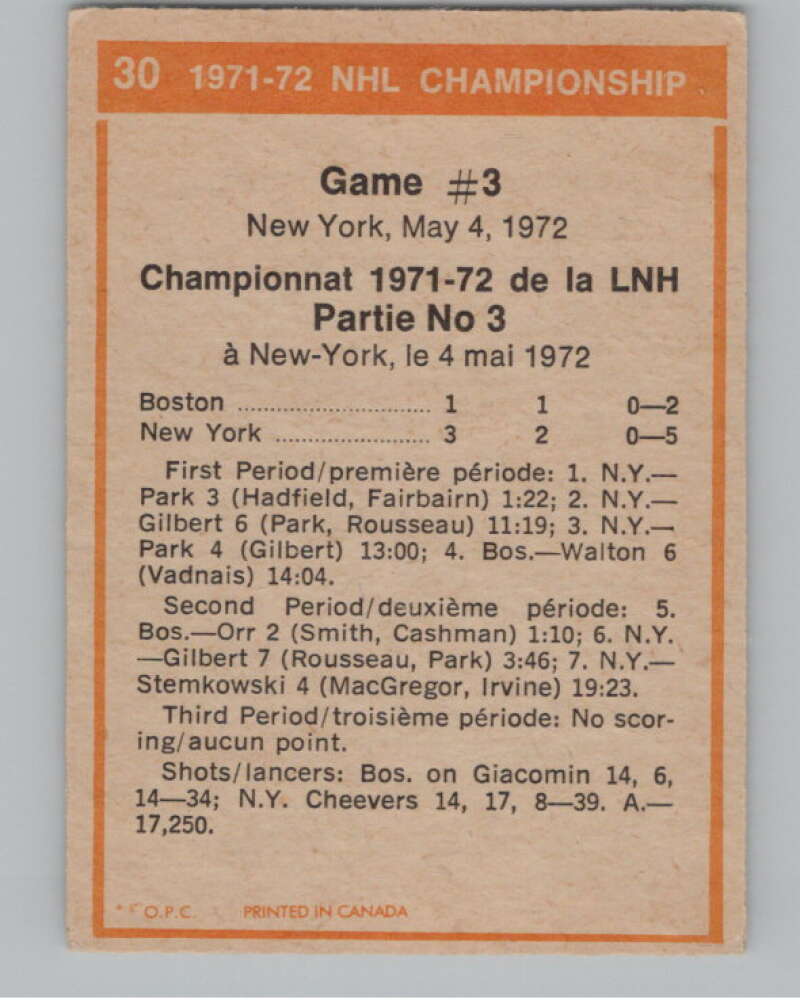 30 1971-72 NHL CHAMPIONSHIP
Game #3
New York, May 4, 1972
Championnat 1971-72 de la LNH
Partie No 3
à New-York, le 4 mai 1972
Boston ............................. 1 1 0—2
New York ....................... 3 2 0—5
First Period/première période: 1. N.Y.—
Park 3 (Hadfield, Fairbairn) 1:22; 2. N.Y.—
Gilbert 6 (Park, Rousseau) 11:19; 3. N.Y.—
Park 4 (Gilbert) 13:00; 4. Bos.—Walton 6
(Vadnais) 14:04.
Second Period/deuxième période: 5.
Bos.—Orr 2 (Smith, Cashman) 1:10; 6. N.Y.
—Gilbert 7 (Rousseau, Park) 3:46; 7. N.Y.—
Stemkowski 4 (MacGregor, Irvine) 19:23.
Third Period/troisième période: No scor-
ing/aucun point.
Shots/lancers: Bos. on Giacomin 14, 6,
14—34; N.Y. Cheevers 14, 17, 8—39. A.—
17,250.
O.P.C. PRINTED IN CANADA